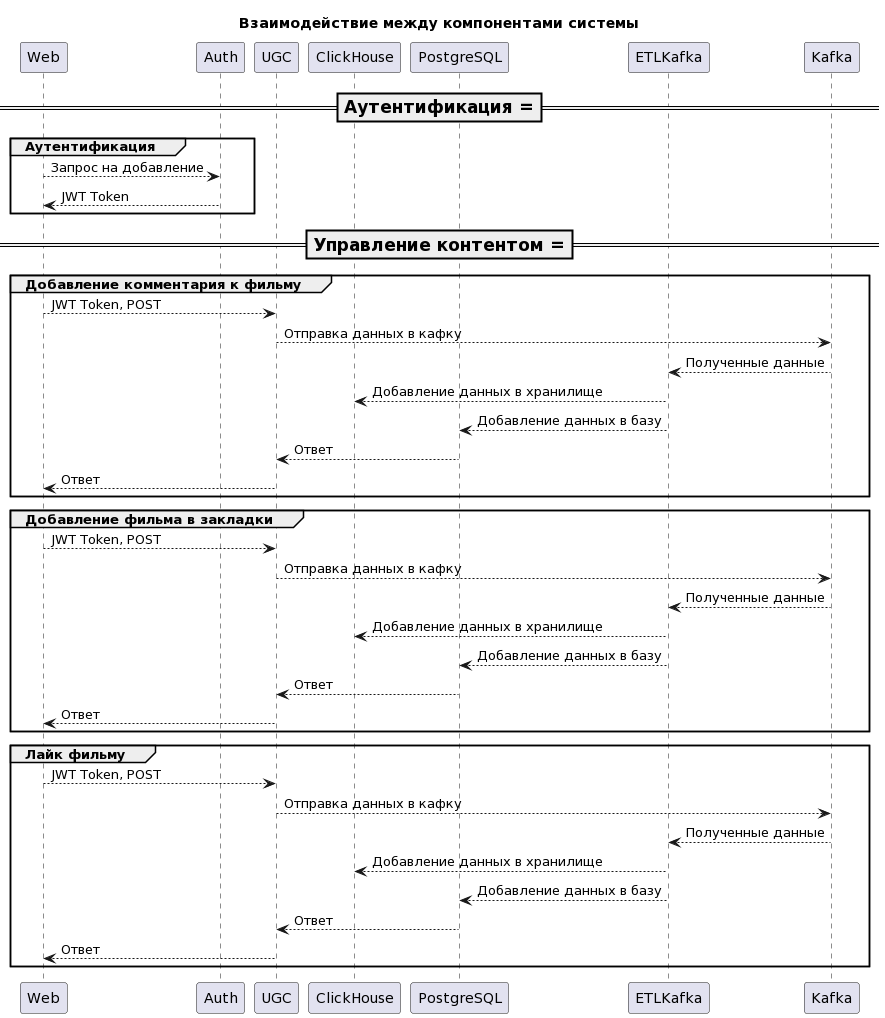 Взаимодействие между компонентами системы
Web Auth UGC ClickHouse PostgreSQL ETLKafka Kafka
Аутентификация =
Аутентификация
Запрос на добавление
JWT Token
Управление контентом =
Добавление комментария к фильму
JWT Token, POST
Отправка данных в кафку
Полученные данные
Добавление данных в хранилище
Добавление данных в базу
Ответ
Ответ
Добавление фильма в закладки
JWT Token, POST
Отправка данных в кафку
Полученные данные
Добавление данных в хранилище
Добавление данных в базу
Ответ
Ответ
Лайк фильму
JWT Token, POST
Отправка данных в кафку
Полученные данные
Добавление данных в хранилище
Добавление данных в базу
Ответ
Ответ
Web Auth UGC ClickHouse PostgreSQL ETLKafka Kafka